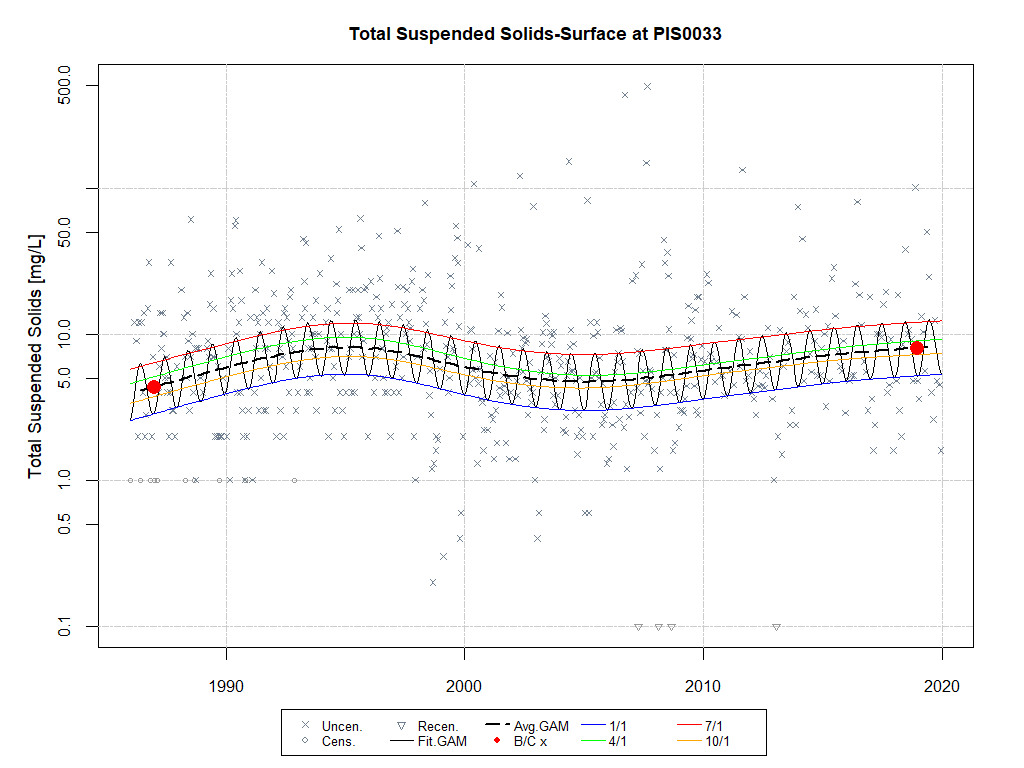 Total Suspended Solids-Surface at PIS0033
Total Suspended Solids [mg/L]
500.0
50.0
10.0
5.0
1.0
0.5
0.1
1990 2000 2010 2020
Uncen. Recen. Avg.GAM 1/1 7/1
Cens. Fit.GAM B/C x 4/1 10/1